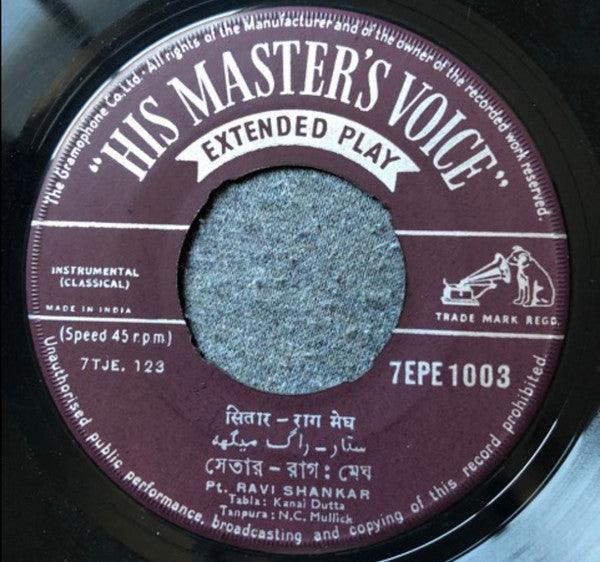 The Gramophone Co. Ltd. · All rights of the Manufacturer and of the owner of the recorded work reserved.
"HIS MASTER'S VOICE"
EXTENDED PLAY
INSTRUMENTAL
(CLASSICAL)
MADE IN INDIA
TRADE MARK REGD.
(Speed 45 r.p.m)
7TJE. 123
7EPE 1003
सितार - राग मेघ
ستار - راگ میگھ
সেতার - রাগ : মেঘ
Pt. RAVI SHANKAR
Tabla: Kanai Dutta
Tanpura: N.C. Mullick
Unauthorised public performance, broadcasting and copying of this record prohibited.